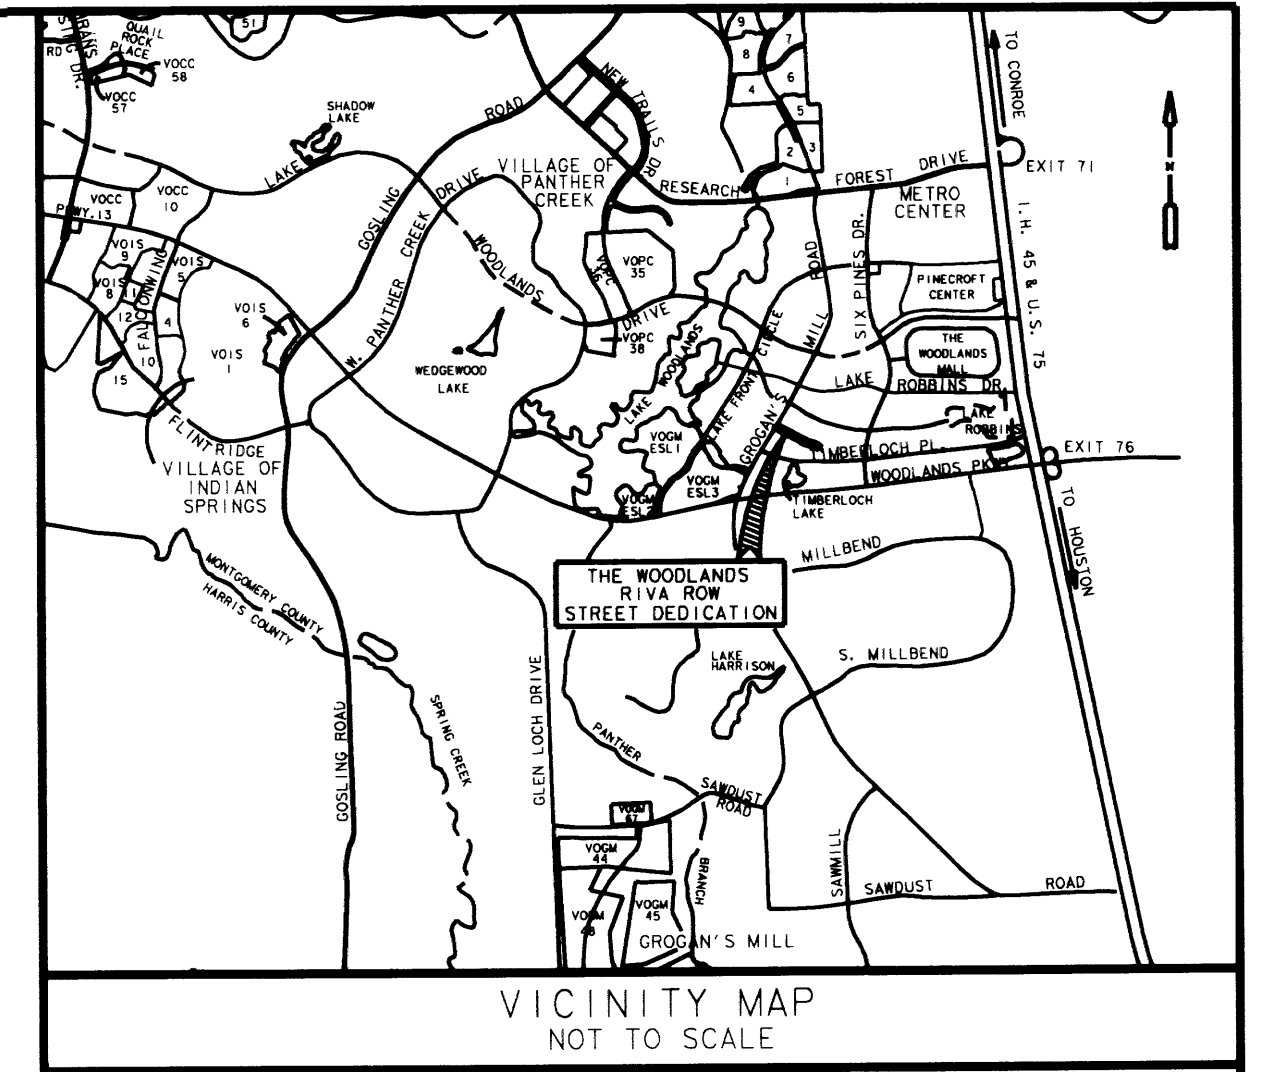 51
QUAIL
ROCK
PLACE
RD
DR.
VOCC
58
VOCC
57
SHADOW
LAKE
LAKE
GOSLING
ROAD
NEW TRAILS DR
9
8
7
6
4
5
2
3
1
TO CONROE
N
EXIT 71
VOCC
10
VOCC
13
PKWY.
VILLAGE OF
PANTHER
CREEK
RESEARCH
FOREST DRIVE
METRO
CENTER
W. PANTHER CREEK DRIVE
WOODLANDS
DRIVE
VOIS
9
VOIS
8
11
12
10
15
VOIS
5
4
FALCONWING
VOIS
6
VOIS
1
VOPC
35
VOPC
VOPC
38
WEDGEWOOD
LAKE
LAKE WOODLANDS
LAKE FRONT CIRCLE
GROGAN'S MILL ROAD
SIX PINES DR.
PINECROFT
CENTER
THE
WOODLANDS
MALL
LAKE ROBBINS DR.
LAKE
ROBBINS
I.H. 45 & U.S. 75
FLINTRIDGE
VILLAGE OF
INDIAN
SPRINGS
VOGM
ESL1
VOGM
ESL2
VOGM
ESL3
TIMBERLOCH PL.
WOODLANDS PKWY
EXIT 76
TIMBERLOCH
LAKE
TO HOUSTON
MILLBEND
THE WOODLANDS
RIVA ROW
STREET DEDICATION
MONTGOMERY COUNTY
HARRIS COUNTY
LAKE
HARRISON
S. MILLBEND
GOSLING ROAD
SPRING CREEK
GLEN LOCH DRIVE
PANTHER
BRANCH
SAWDUST
ROAD
VOGM
67
VOGM
44
VOGM
45
VOGM
48
SAWMILL
SAWDUST ROAD
GROGAN'S MILL
VICINITY MAP
NOT TO SCALE